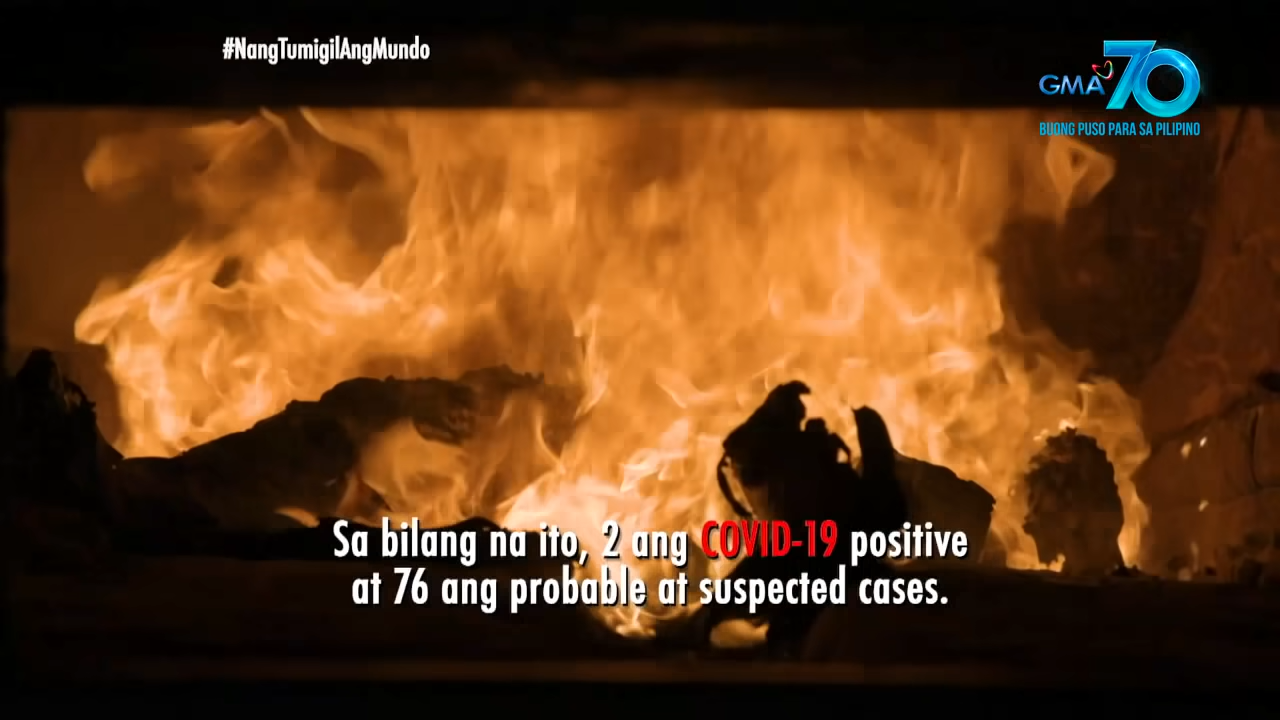 #NangTumigilAngMundo
GMA 70
BUONG PUSO PARA SA PILIPINO
Sa bilang na ito, 2 ang COVID-19 positive
at 76 ang probable at suspected cases.